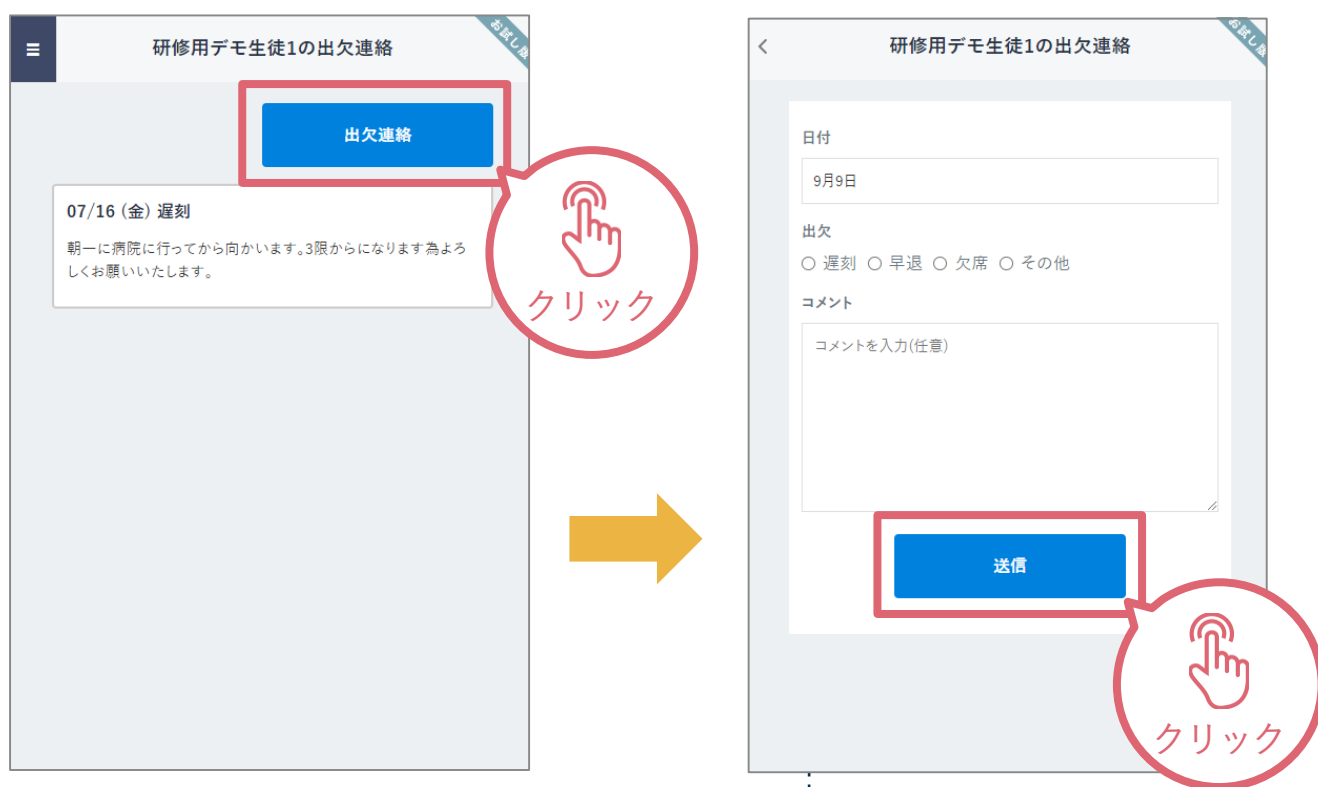 研修用デモ生徒1の出欠連絡
お試し版
出欠連絡
07/16 (金) 遅刻
朝一に病院に行ってから向かいます。3限からになります為よろ
しくお願いいたします。
クリック
研修用デモ生徒1の出欠連絡
お試し版
日付
9月9日
出欠
遅刻 早退 欠席 その他
コメント
コメントを入力(任意)
送信
クリック